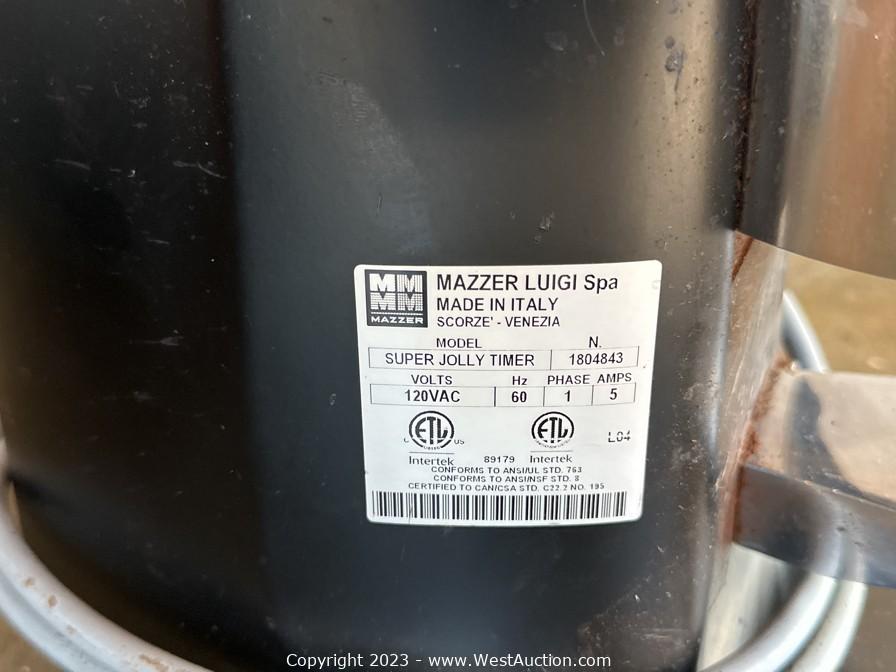 MAZZER
MAZZER LUIGI Spa
MADE IN ITALY
SCORZE' - VENEZIA
MODEL N.
SUPER JOLLY TIMER 1804843
VOLTS Hz PHASE AMPS
120VAC 60 1 5
C ETL US ETL L04
Intertek 89179 Intertek
CONFORMS TO ANSI/UL STD. 763
CONFORMS TO ANSI/NSF STD. 8
CERTIFIED TO CAN/CSA STD. C22.2 NO. 195
Copyright 2023 - www.WestAuction.com